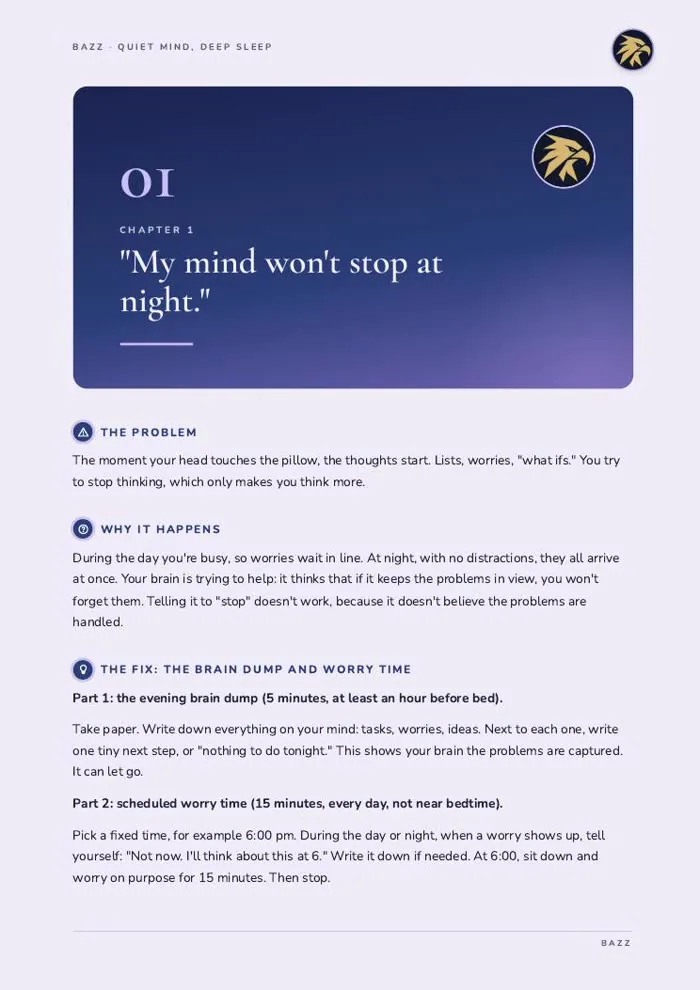 BAZZ · QUIET MIND, DEEP SLEEP
01
CHAPTER 1
"My mind won't stop at
night."
THE PROBLEM
The moment your head touches the pillow, the thoughts start. Lists, worries, "what ifs." You try
to stop thinking, which only makes you think more.
WHY IT HAPPENS
During the day you're busy, so worries wait in line. At night, with no distractions, they all arrive
at once. Your brain is trying to help: it thinks that if it keeps the problems in view, you won't
forget them. Telling it to "stop" doesn't work, because it doesn't believe the problems are
handled.
THE FIX: THE BRAIN DUMP AND WORRY TIME
Part 1: the evening brain dump (5 minutes, at least an hour before bed).
Take paper. Write down everything on your mind: tasks, worries, ideas. Next to each one, write
one tiny next step, or "nothing to do tonight." This shows your brain the problems are captured.
It can let go.
Part 2: scheduled worry time (15 minutes, every day, not near bedtime).
Pick a fixed time, for example 6:00 pm. During the day or night, when a worry shows up, tell
yourself: "Not now. I'll think about this at 6." Write it down if needed. At 6:00, sit down and
worry on purpose for 15 minutes. Then stop.
BAZZ